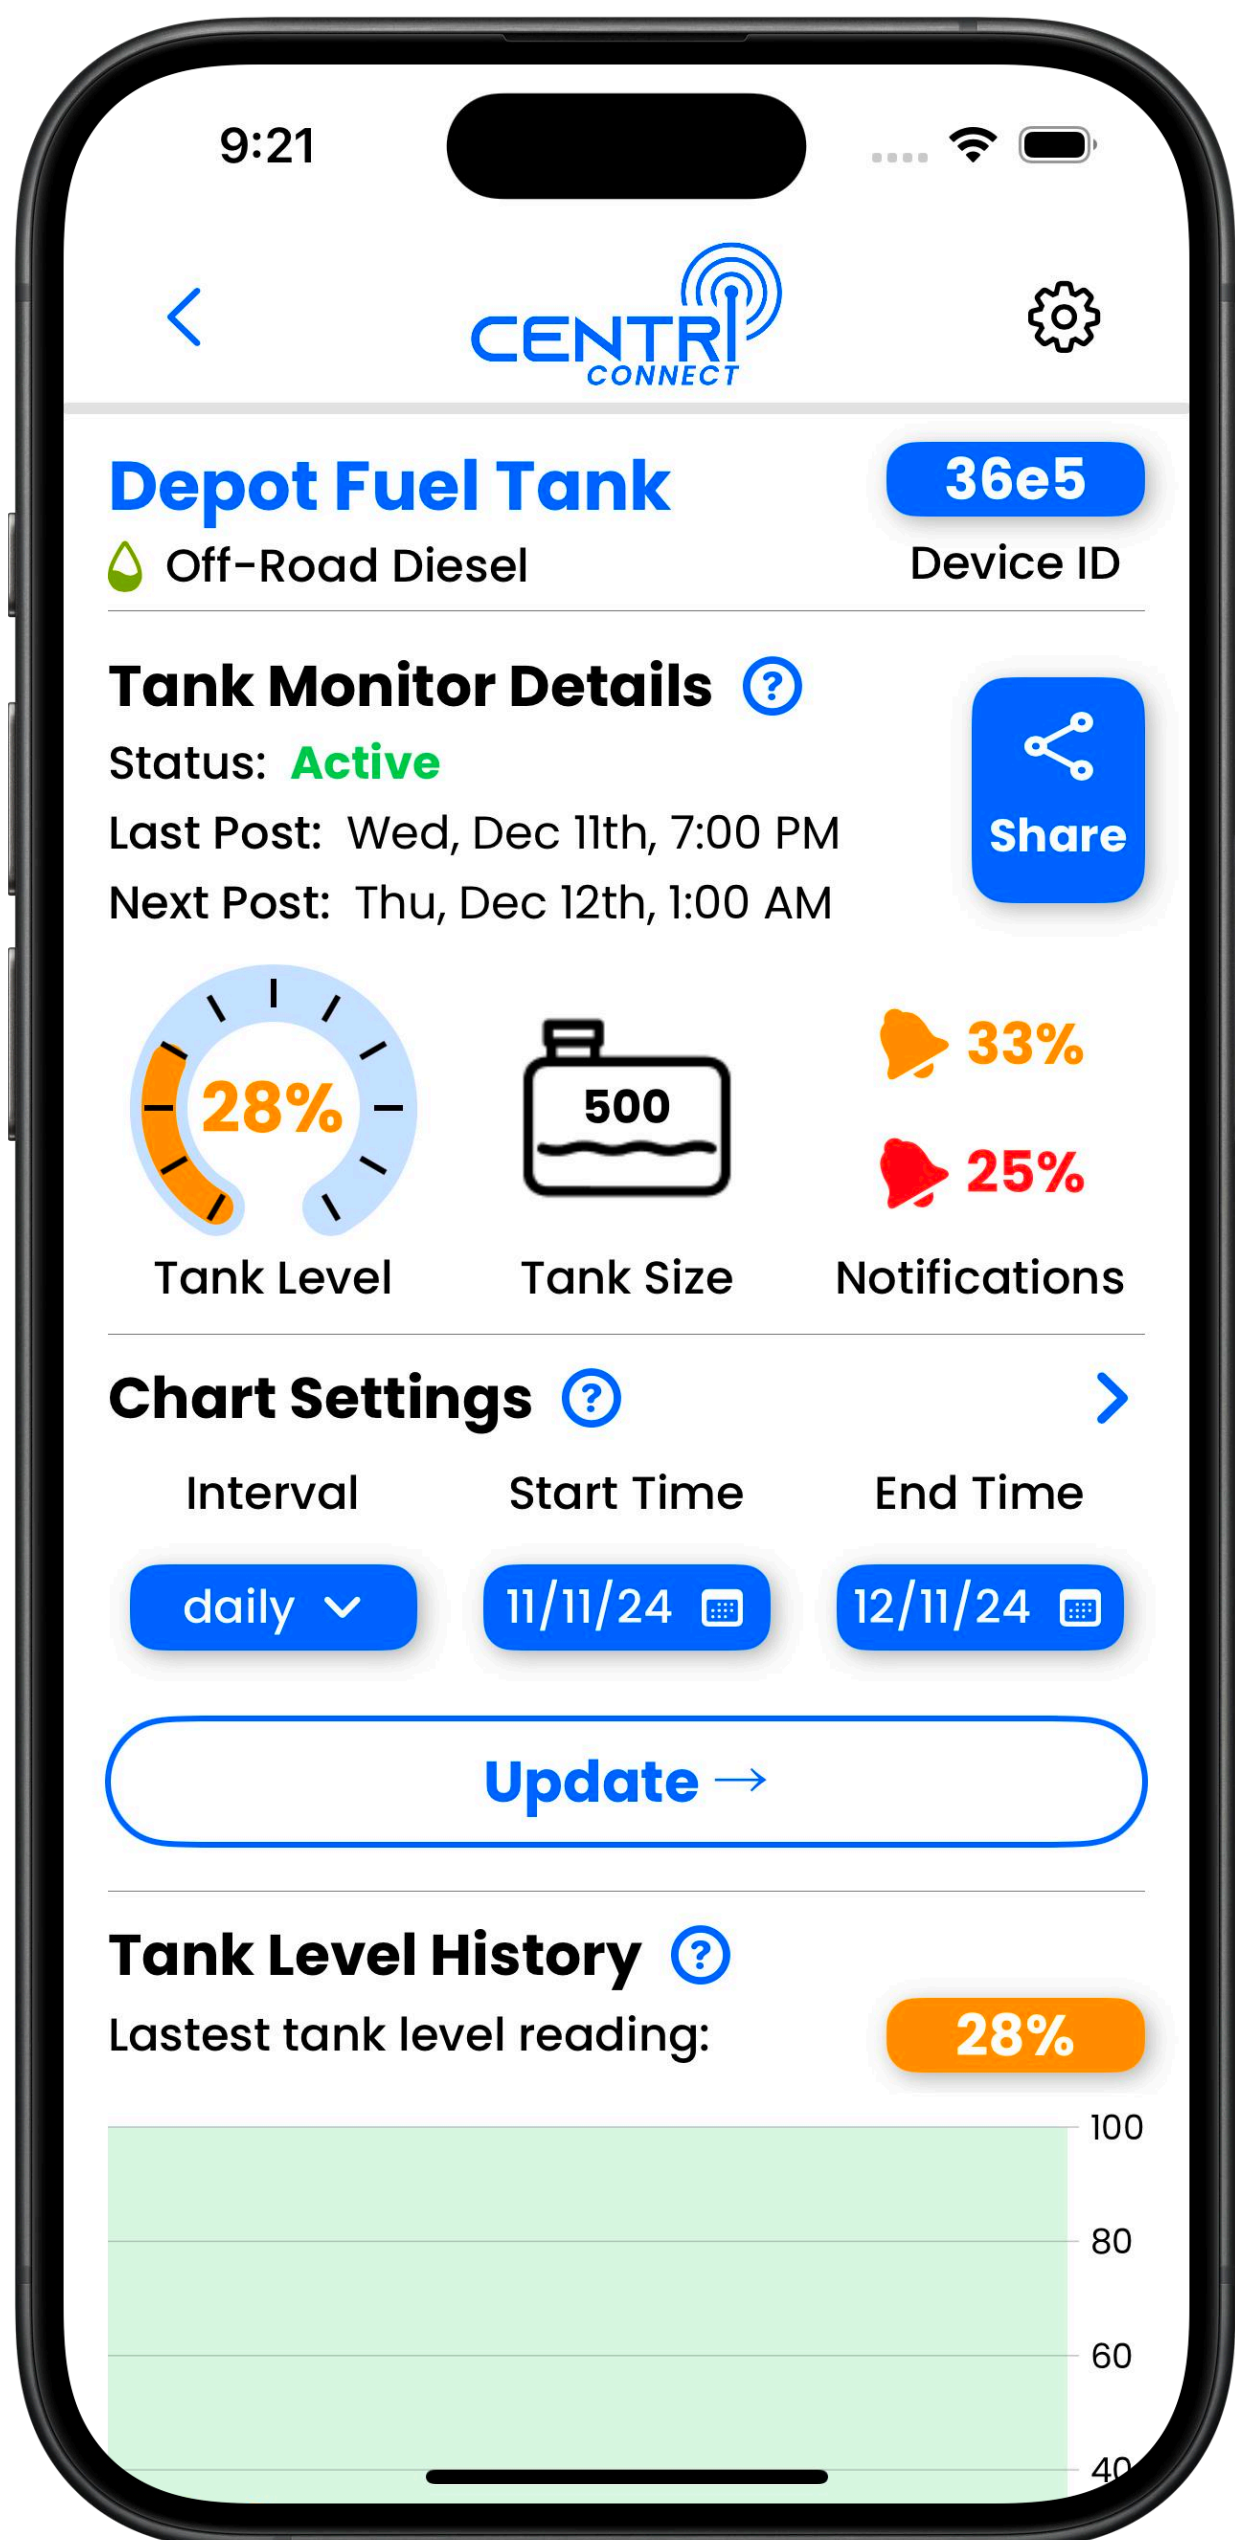 9:21
CENTRI
CONNECT
Depot Fuel Tank
36e5
Off-Road Diesel
Device ID
Tank Monitor Details ?
Status: Active
Last Post: Wed, Dec 11th, 7:00 PM
Next Post: Thu, Dec 12th, 1:00 AM
Share
28%
500
33%
25%
Tank Level
Tank Size
Notifications
Chart Settings ?
Interval
Start Time
End Time
daily
11/11/24
12/11/24
Update →
Tank Level History ?
Lastest tank level reading:
28%
100
80
60
40